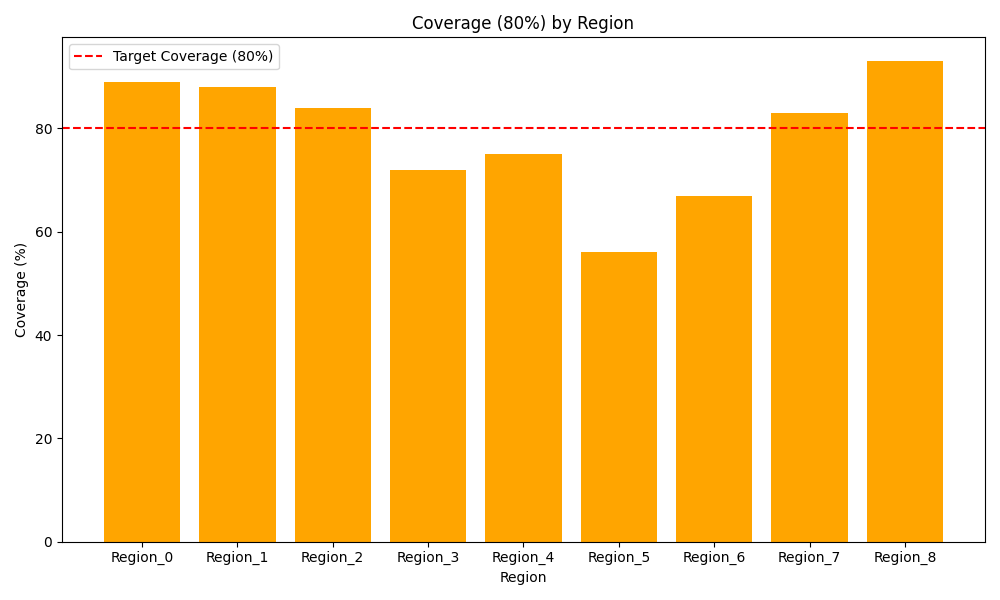 Coverage (80%) by Region
Target Coverage (80%)
Coverage (%)
80
60
40
20
0
Region_0 Region_1 Region_2 Region_3 Region_4 Region_5 Region_6 Region_7 Region_8
Region